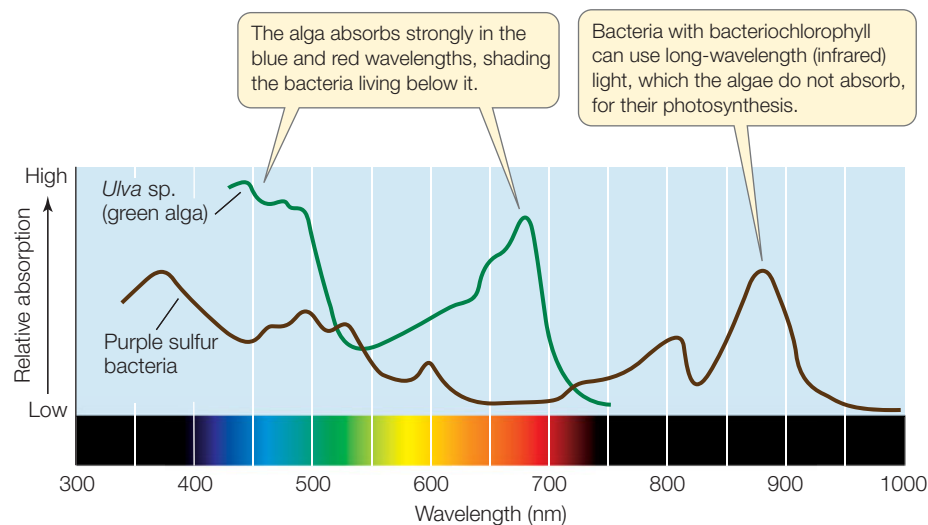 The alga absorbs strongly in the
blue and red wavelengths, shading
the bacteria living below it.
Bacteria with bacteriochlorophyll
can use long-wavelength (infrared)
light, which the algae do not absorb,
for their photosynthesis.
High
Ulva sp.
(green alga)
Relative absorption
Purple sulfur
bacteria
Low
300 400 500 600 700 800 900 1000
Wavelength (nm)